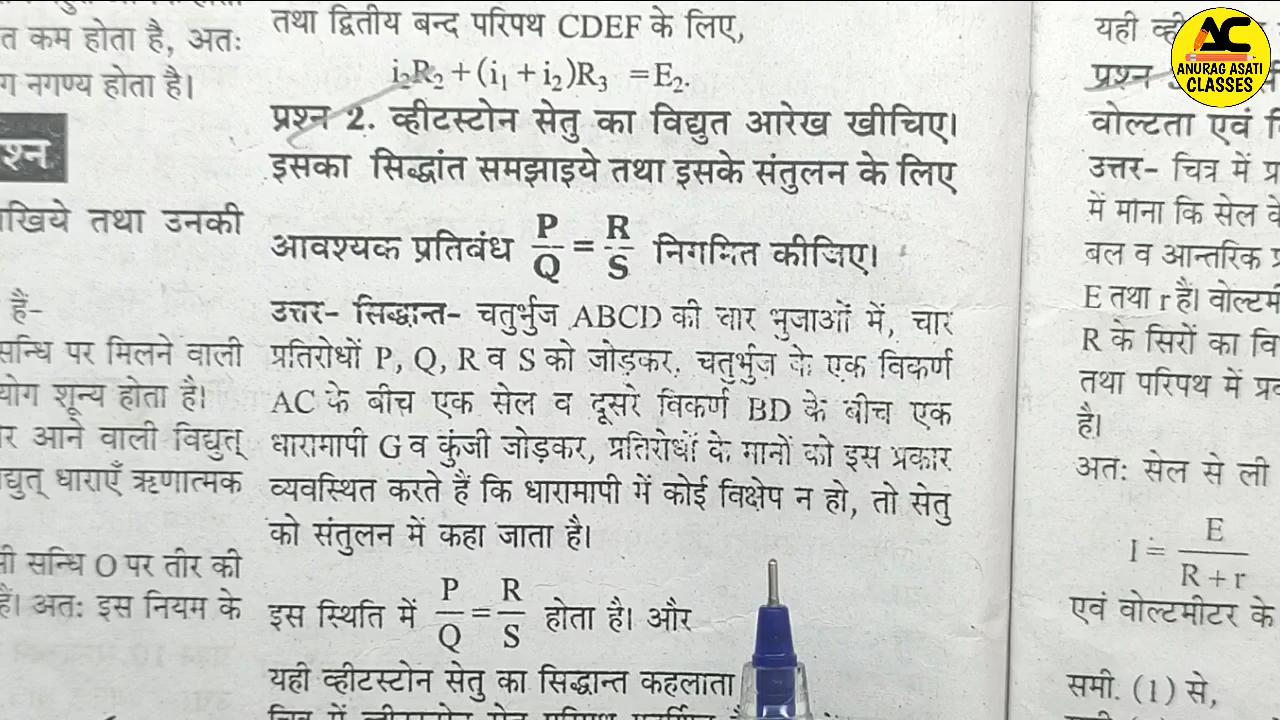 त कम होता है, अतः
ग नगण्य होता है।
श्न
खिये तथा उनकी
हैं-
सन्धि पर मिलने वाली
योग शून्य होता है।
र आने वाली विद्युत्
द्युत् धाराएँ ऋणात्मक
सी सन्धि O पर तीर की
हैं। अतः इस नियम के
तथा द्वितीय बन्द परिपथ CDEF के लिए,
i₂R₂ + (i₁ + i₂)R₃ = E₂.
प्रश्न 2. व्हीटस्टोन सेतु का विद्युत आरेख खीचिए।
इसका सिद्धांत समझाइये तथा इसके संतुलन के लिए
आवश्यक प्रतिबंध P/Q = R/S निगमित कीजिए।
उत्तर- सिद्धान्त- चतुर्भुज ABCD की चार भुजाओं में, चार
प्रतिरोधों P, Q, R व S को जोड़कर, चतुर्भुज के एक विकर्ण
AC के बीच एक सेल व दूसरे विकर्ण BD के बीच एक
धारामापी G व कुंजी जोड़कर, प्रतिरोधों के मानों को इस प्रकार
व्यवस्थित करते हैं कि धारामापी में कोई विक्षेप न हो, तो सेतु
को संतुलन में कहा जाता है।
इस स्थिति में P/Q = R/S होता है। और
यही व्हीटस्टोन सेतु का सिद्धान्त कहलाता
यही
प्रश्न
वोल्टता एवं
उत्तर- चित्र में
में माना कि सेल
बल व आन्तरिक
E तथा r हैं। वोल्टमी
R के सिरों का वि
तथा परिपथ में
है।
अतः सेल से ली
I = E/(R + r)
एवं वोल्टमीटर के
समी. (1) से,
AC
ANURAG ASATI
CLASSES